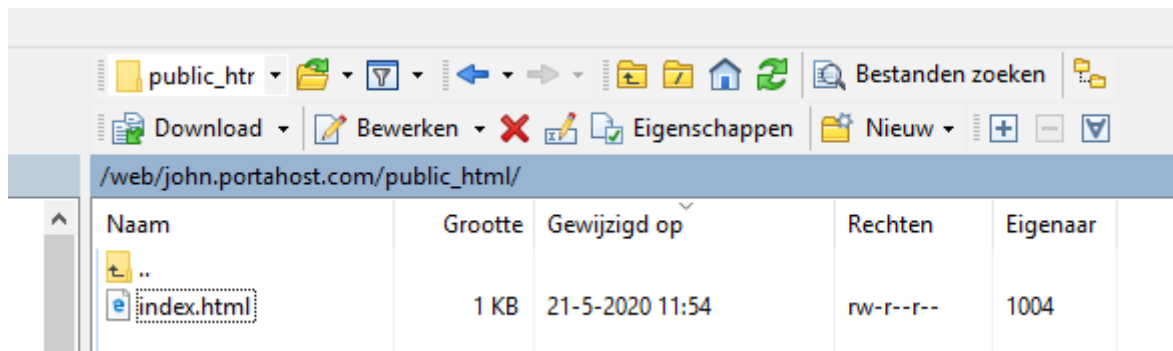 public_htr
Bestanden zoeken
Download Bewerken Eigenschappen Nieuw
/web/john.portahost.com/public_html/
Naam Grootte Gewijzigd op Rechten Eigenaar
..
index.html 1 KB 21-5-2020 11:54 rw-r--r-- 1004